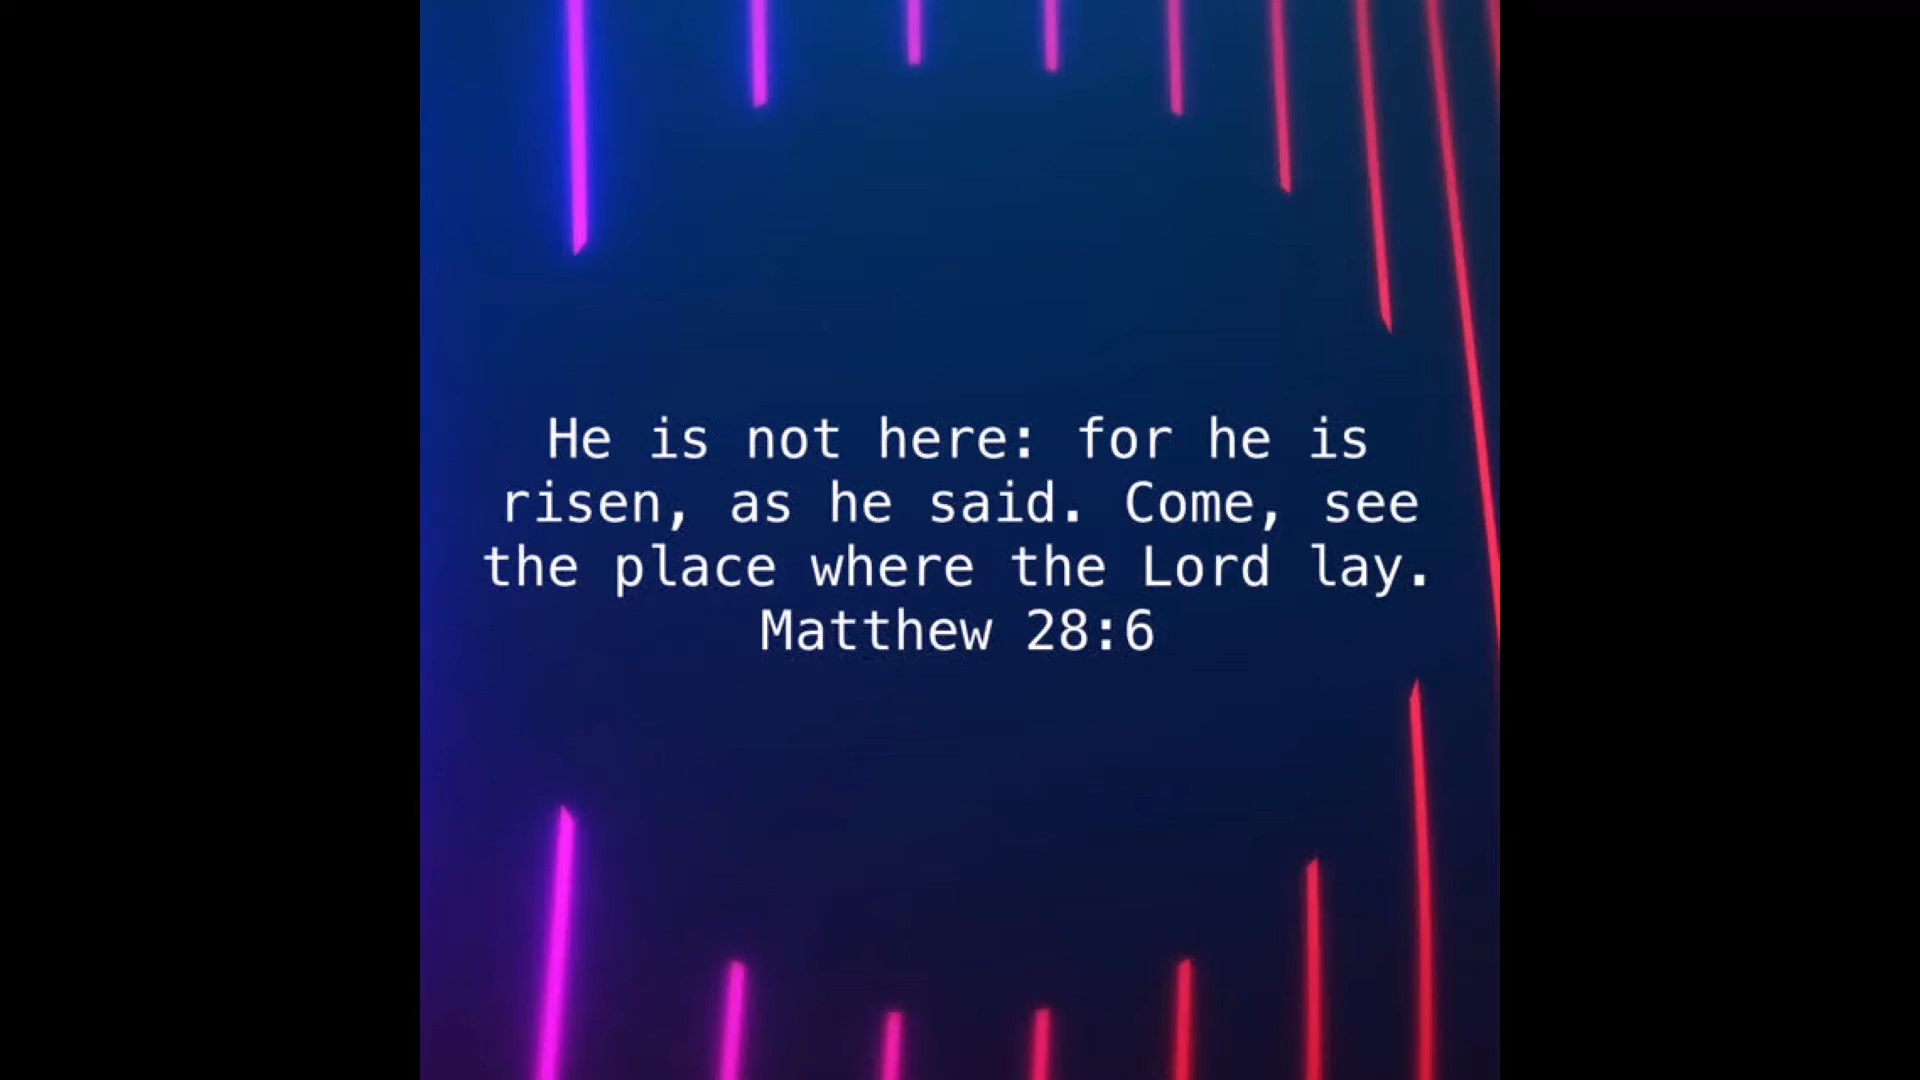 He is not here: for he is
risen, as he said. Come, see
the place where the Lord lay.
Matthew 28:6